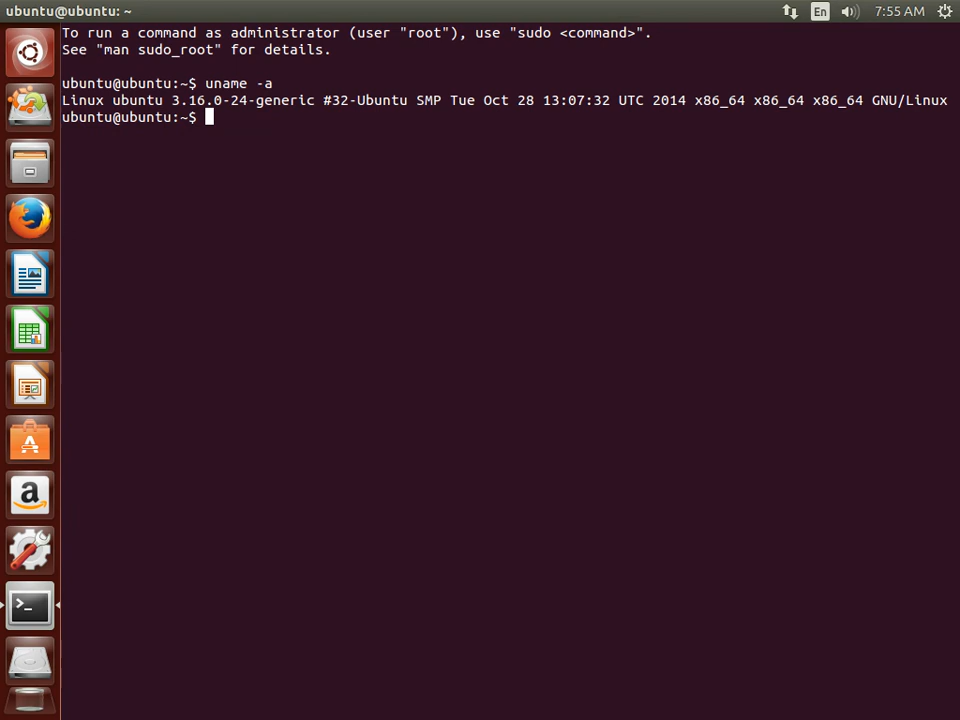 ubuntu@ubuntu: ~
En
7:55 AM
To run a command as administrator (user "root"), use "sudo <command>".
See "man sudo_root" for details.
ubuntu@ubuntu:~$ uname -a
Linux ubuntu 3.16.0-24-generic #32-Ubuntu SMP Tue Oct 28 13:07:32 UTC 2014 x86_64 x86_64 x86_64 GNU/Linux
ubuntu@ubuntu:~$
A
a
>_